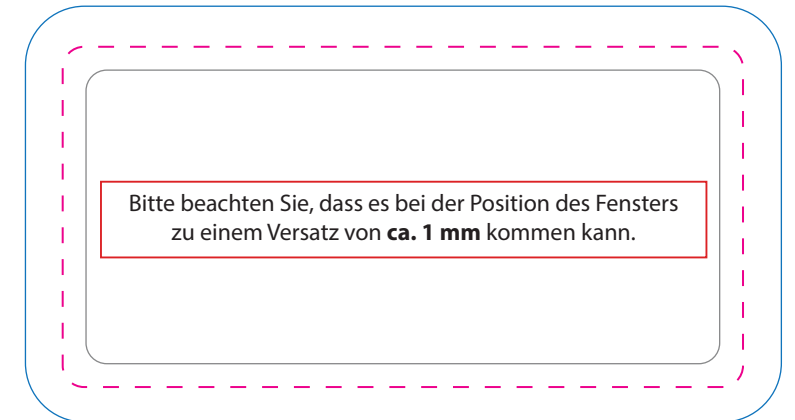 Bitte beachten Sie, dass es bei der Position des Fensters
zu einem Versatz von ca. 1 mm kommen kann.